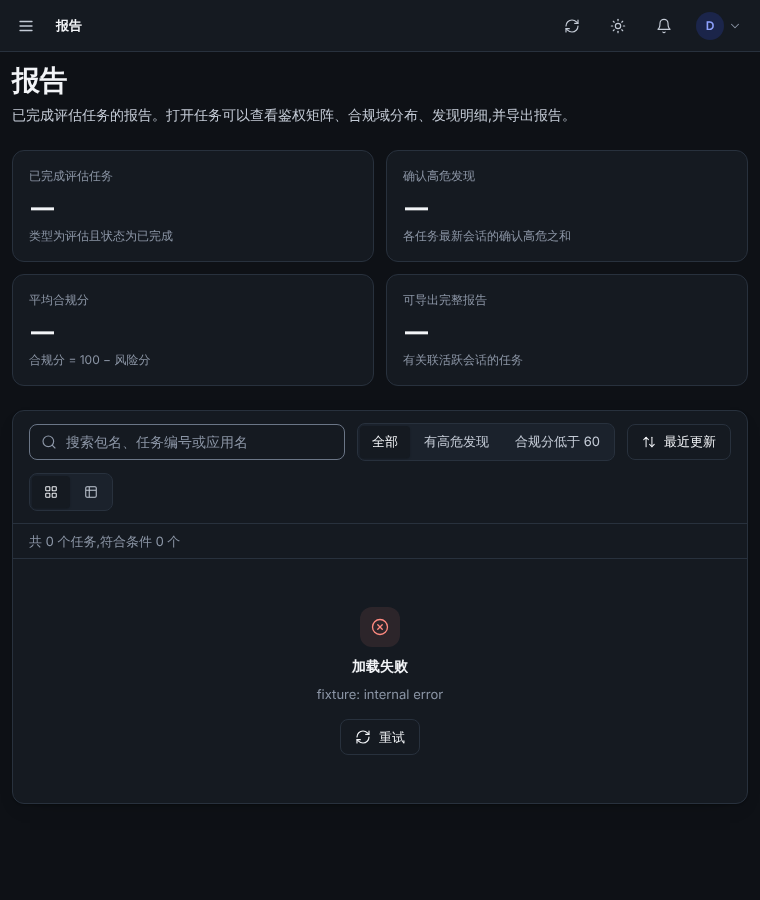 报告
D
报告
已完成评估任务的报告。打开任务可以查看鉴权矩阵、合规域分布、发现明细,并导出报告。
已完成评估任务
—
类型为评估且状态为已完成
确认高危发现
—
各任务最新会话的确认高危之和
平均合规分
—
合规分 = 100 − 风险分
可导出完整报告
—
有关联活跃会话的任务
搜索包名、任务编号或应用名
全部
有高危发现
合规分低于 60
最近更新
共 0 个任务,符合条件 0 个
加载失败
fixture: internal error
重试